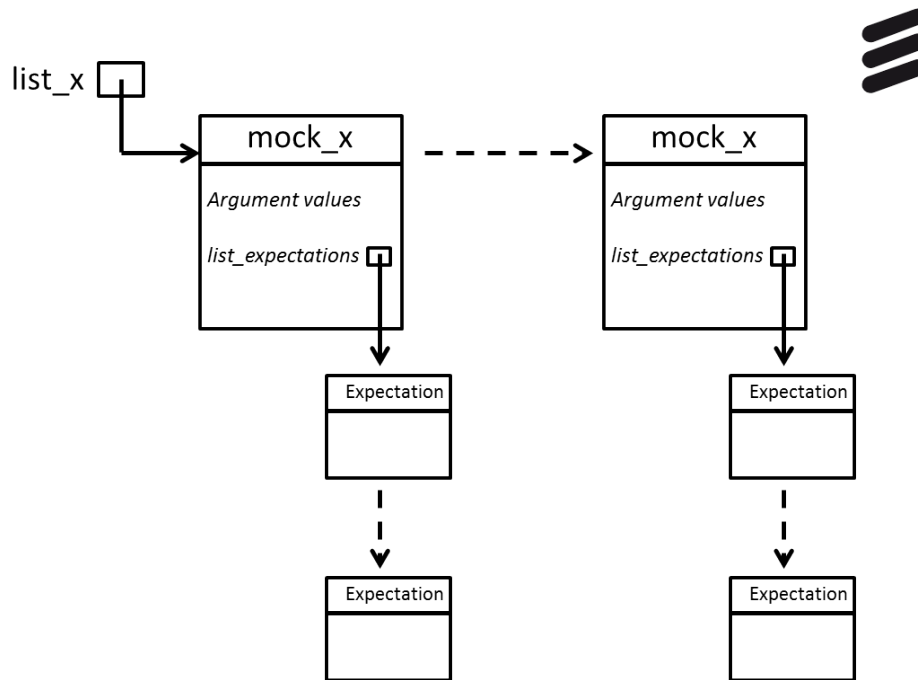 list_x
mock_x
mock_x
Argument values
Argument values
list_expectations
list_expectations
Expectation
Expectation
Expectation
Expectation